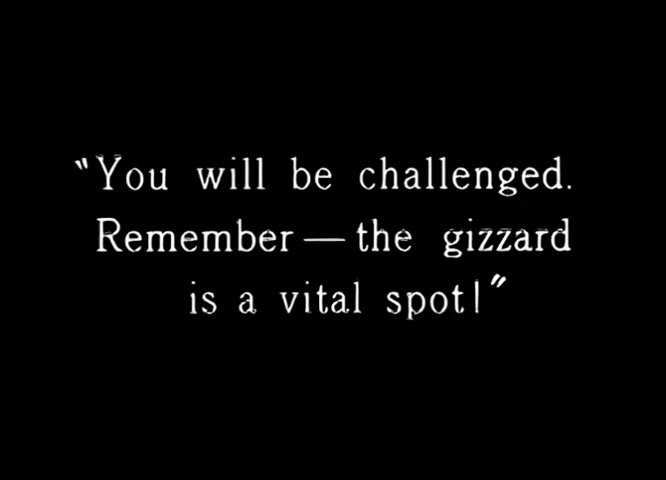 "You will be challenged.
Remember — the gizzard
is a vital spot!"